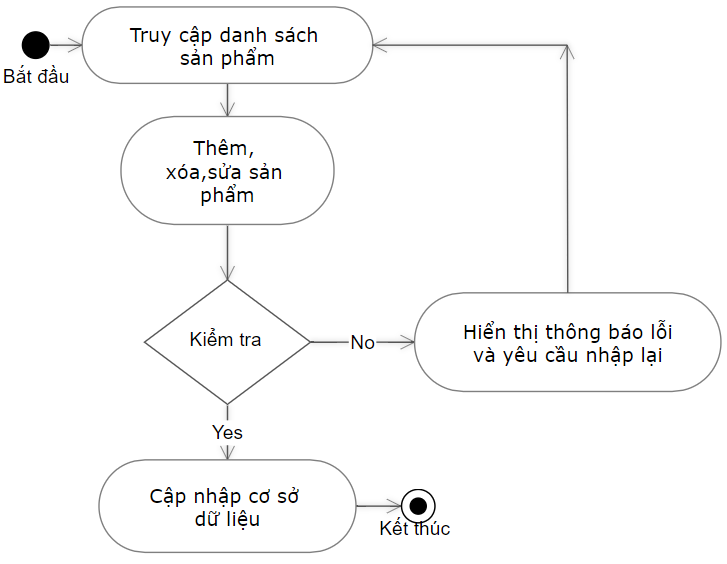 Bắt đầu
Truy cập danh sách
sản phẩm
Thêm,
xóa,sửa sản
phẩm
Kiểm tra
No
Hiển thị thông báo lỗi
và yêu cầu nhập lại
Yes
Cập nhập cơ sở
dữ liệu
Kết thúc